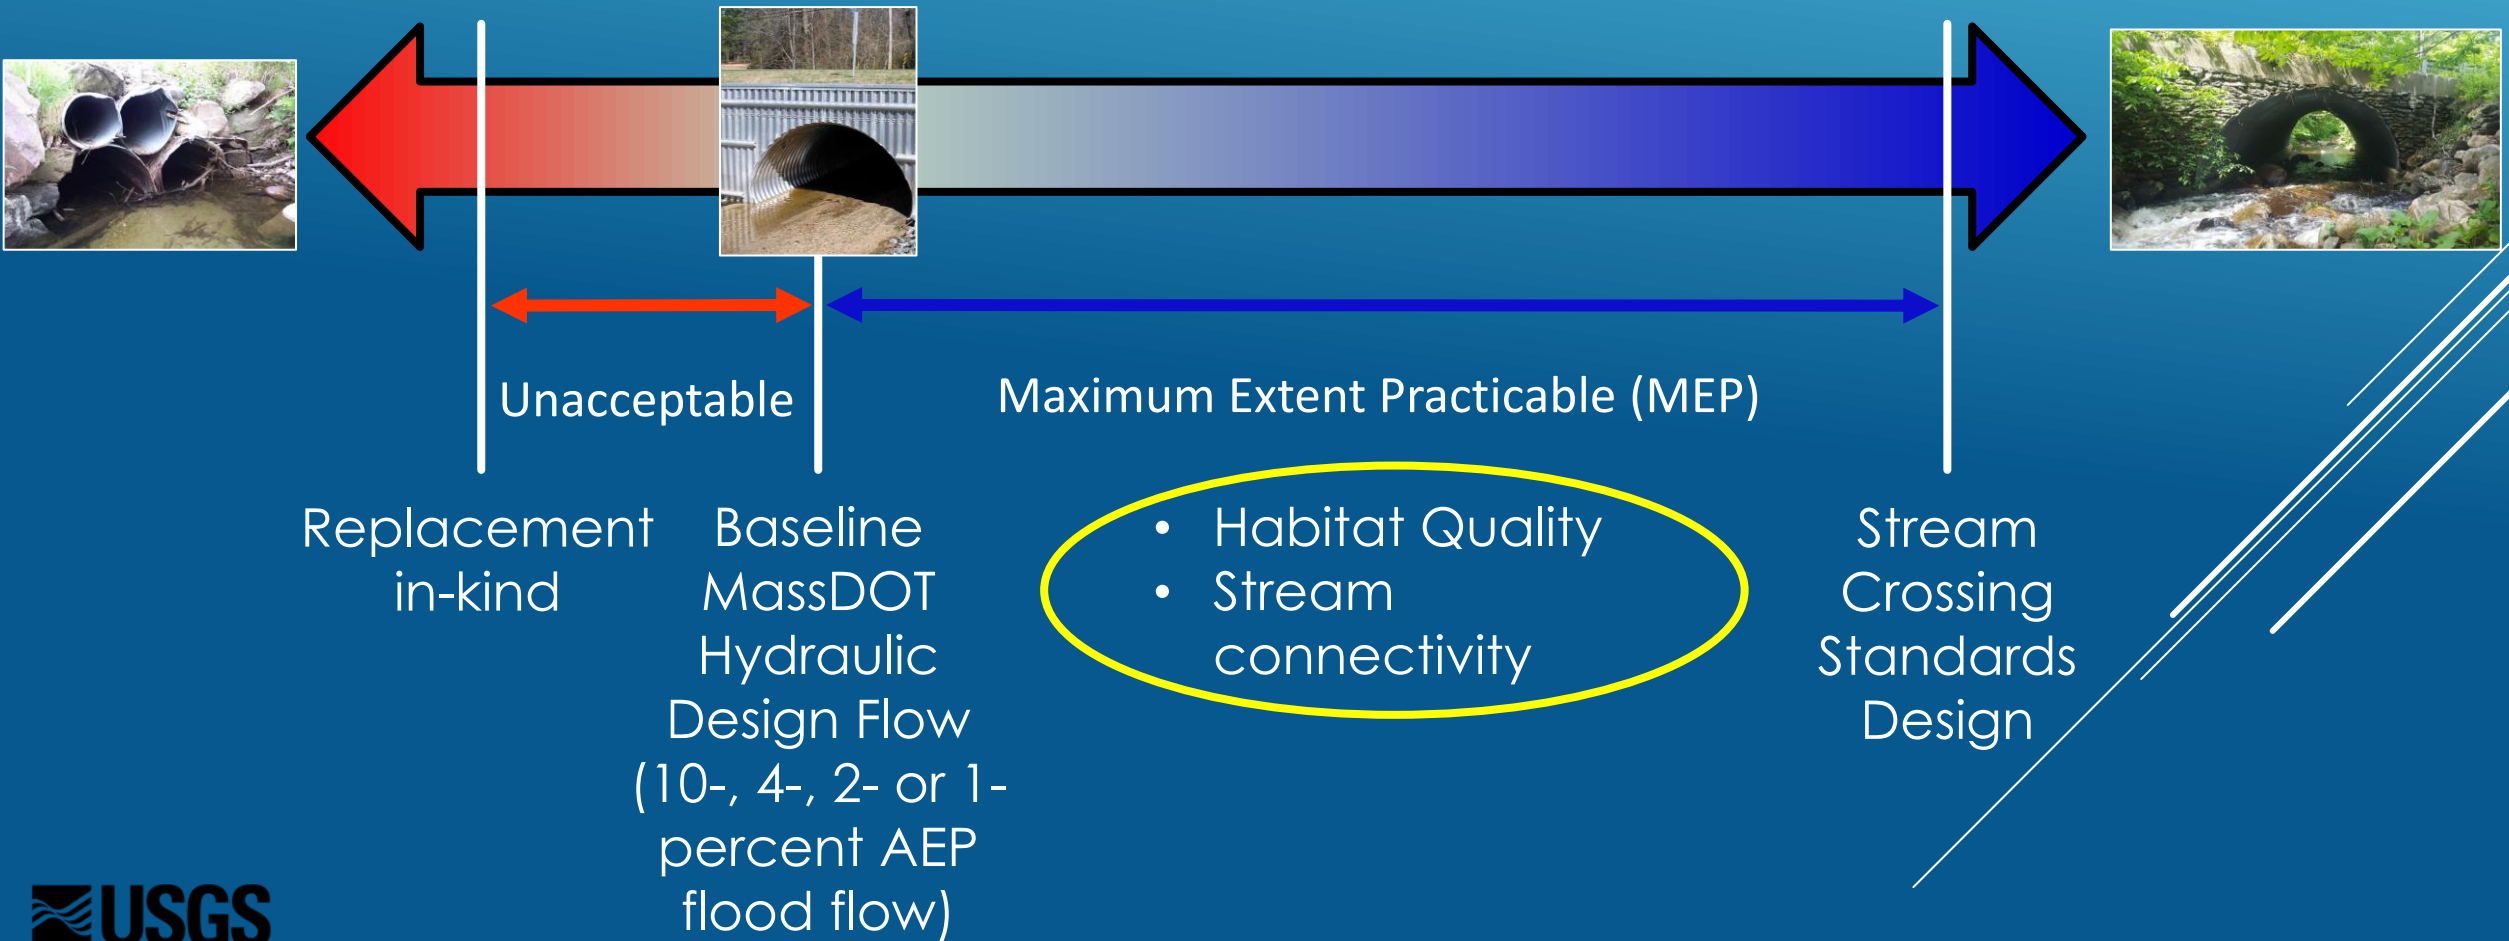 Unacceptable
Maximum Extent Practicable (MEP)
Replacement
in-kind
Baseline
MassDOT
Hydraulic
Design Flow
(10-, 4-, 2- or 1-
percent AEP
flood flow)
• Habitat Quality
• Stream
connectivity
Stream
Crossing
Standards
Design
USGS